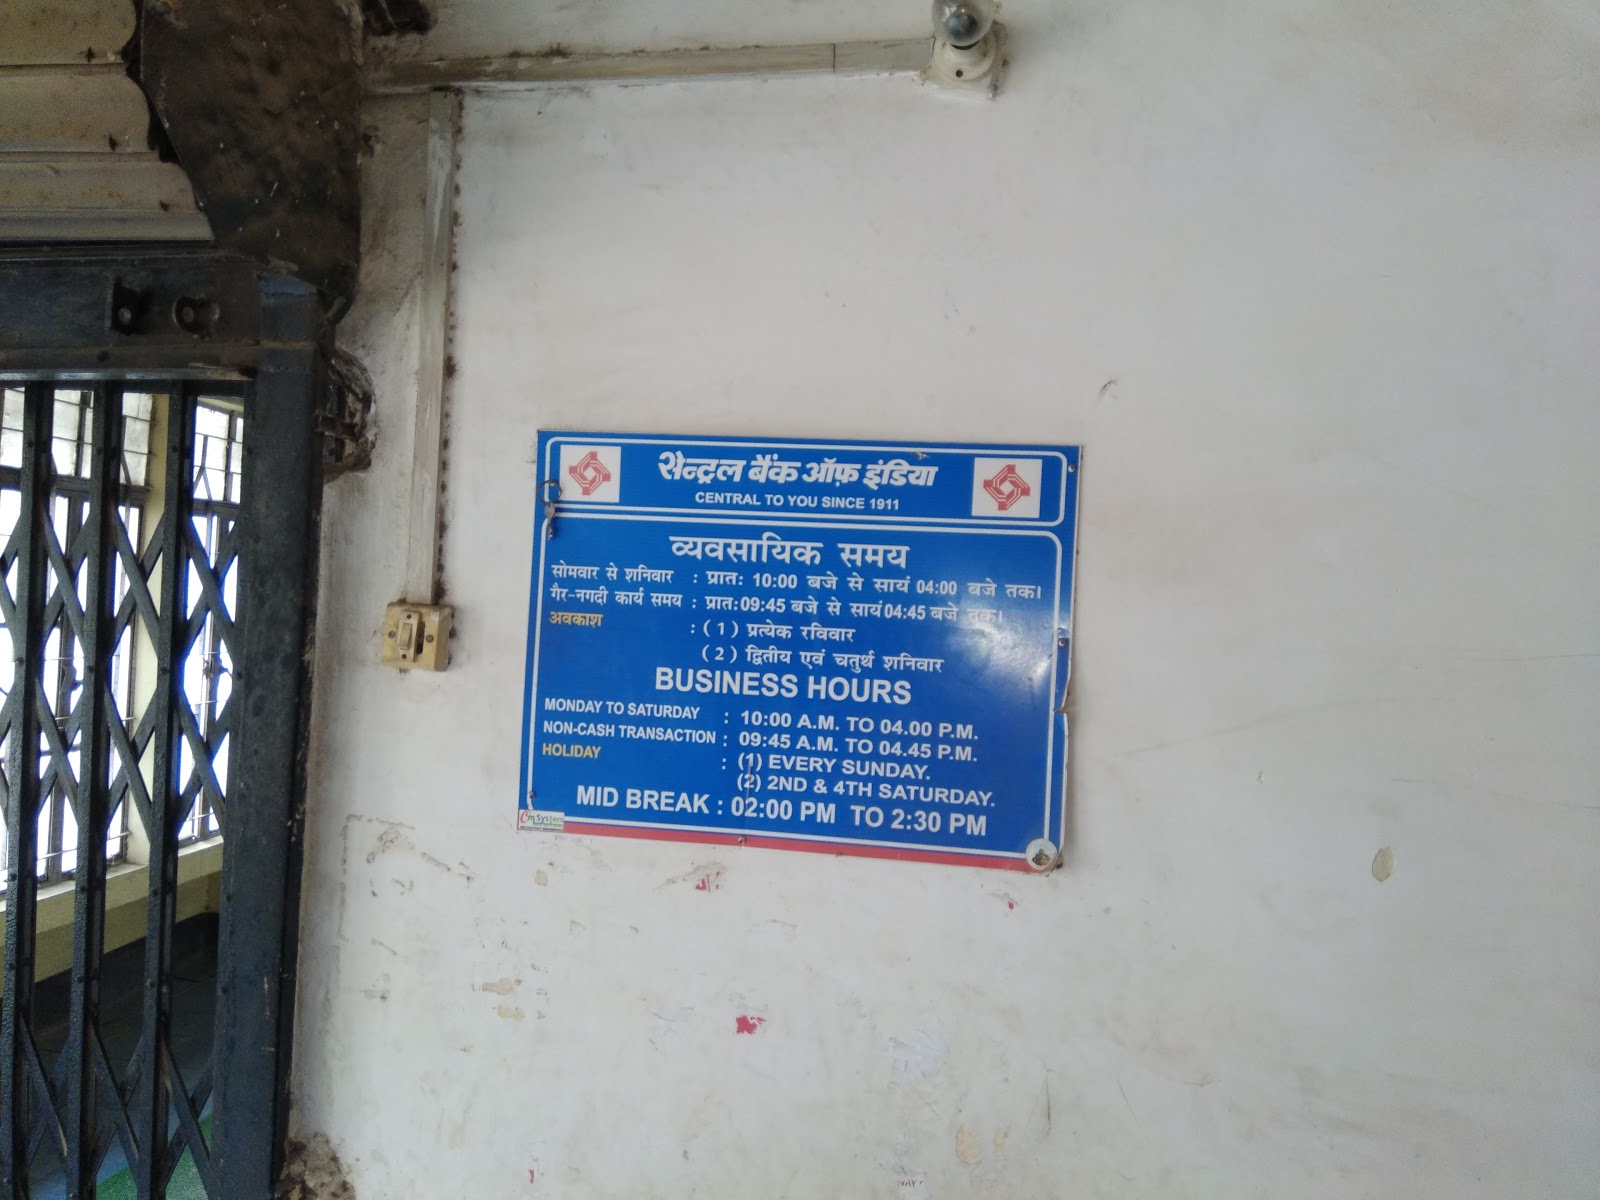 सेन्ट्रल बैंक ऑफ़ इंडिया
CENTRAL TO YOU SINCE 1911
व्यवसायिक समय
सोमवार से शनिवार : प्रात: 10:00 बजे से सायं 04:00 बजे तक।
गैर-नगदी कार्य समय : प्रात:09:45 बजे से सायं 04:45 बजे तक।
अवकाश : (1) प्रत्येक रविवार
(2) द्वितीय एवं चतुर्थ शनिवार
BUSINESS HOURS
MONDAY TO SATURDAY : 10:00 A.M. TO 04.00 P.M.
NON-CASH TRANSACTION : 09:45 A.M. TO 04.45 P.M.
HOLIDAY : (1) EVERY SUNDAY.
(2) 2ND & 4TH SATURDAY.
MID BREAK : 02:00 PM TO 2:30 PM
Cm System